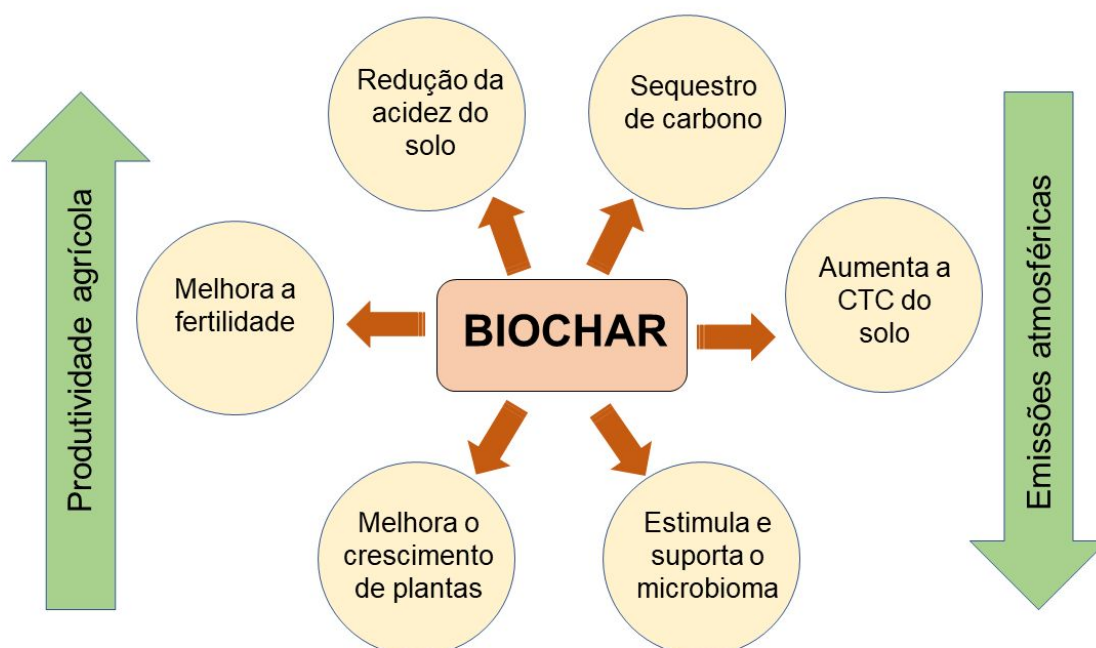 Produtividade agrícola
Redução da
acidez do
solo
Sequestro
de carbono
Melhora a
fertilidade
BIOCHAR
Aumenta a
CTC do
solo
Melhora o
crescimento
de plantas
Estimula e
suporta o
microbioma
Emissões atmosféricas